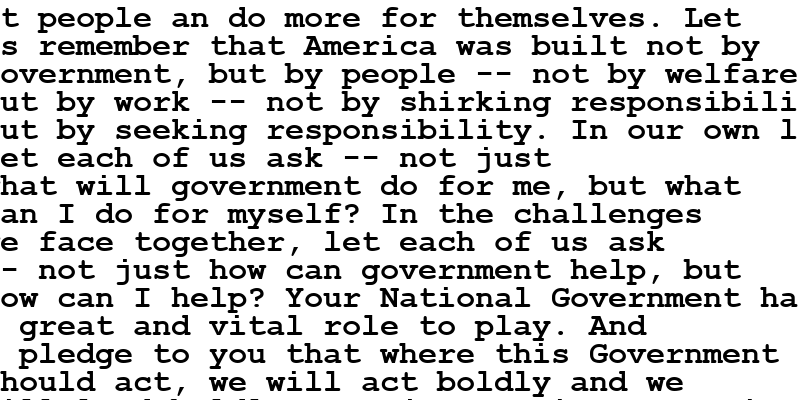 t people an do more for themselves. Let
s remember that America was built not by
overnment, but by people -- not by welfare
ut by work -- not by shirking responsibili
ut by seeking responsibility. In our own l
et each of us ask -- not just
hat will government do for me, but what
an I do for myself? In the challenges
e face together, let each of us ask
- not just how can government help, but
ow can I help? Your National Government ha
great and vital role to play. And
pledge to you that where this Government
hould act, we will act boldly and we